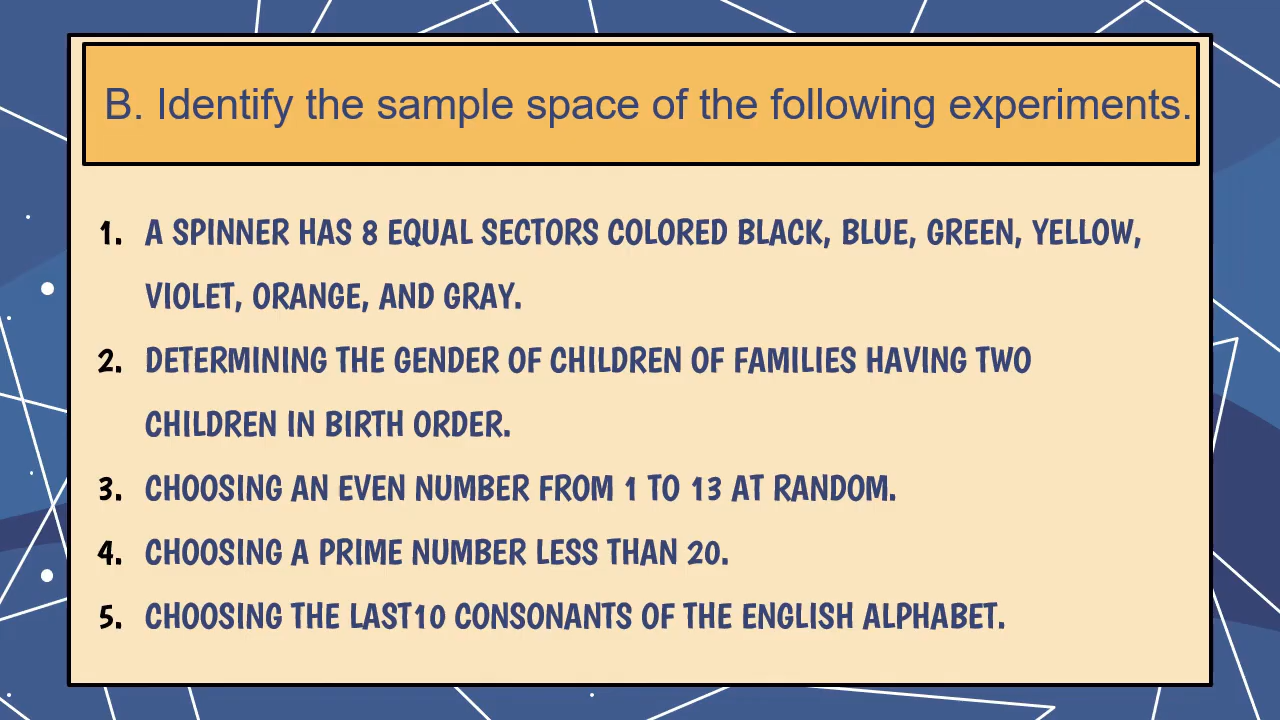 B. Identify the sample space of the following experiments.
1. A SPINNER HAS 8 EQUAL SECTORS COLORED BLACK, BLUE, GREEN, YELLOW,
VIOLET, ORANGE, AND GRAY.
2. DETERMINING THE GENDER OF CHILDREN OF FAMILIES HAVING TWO
CHILDREN IN BIRTH ORDER.
3. CHOOSING AN EVEN NUMBER FROM 1 TO 13 AT RANDOM.
4. CHOOSING A PRIME NUMBER LESS THAN 20.
5. CHOOSING THE LAST10 CONSONANTS OF THE ENGLISH ALPHABET.